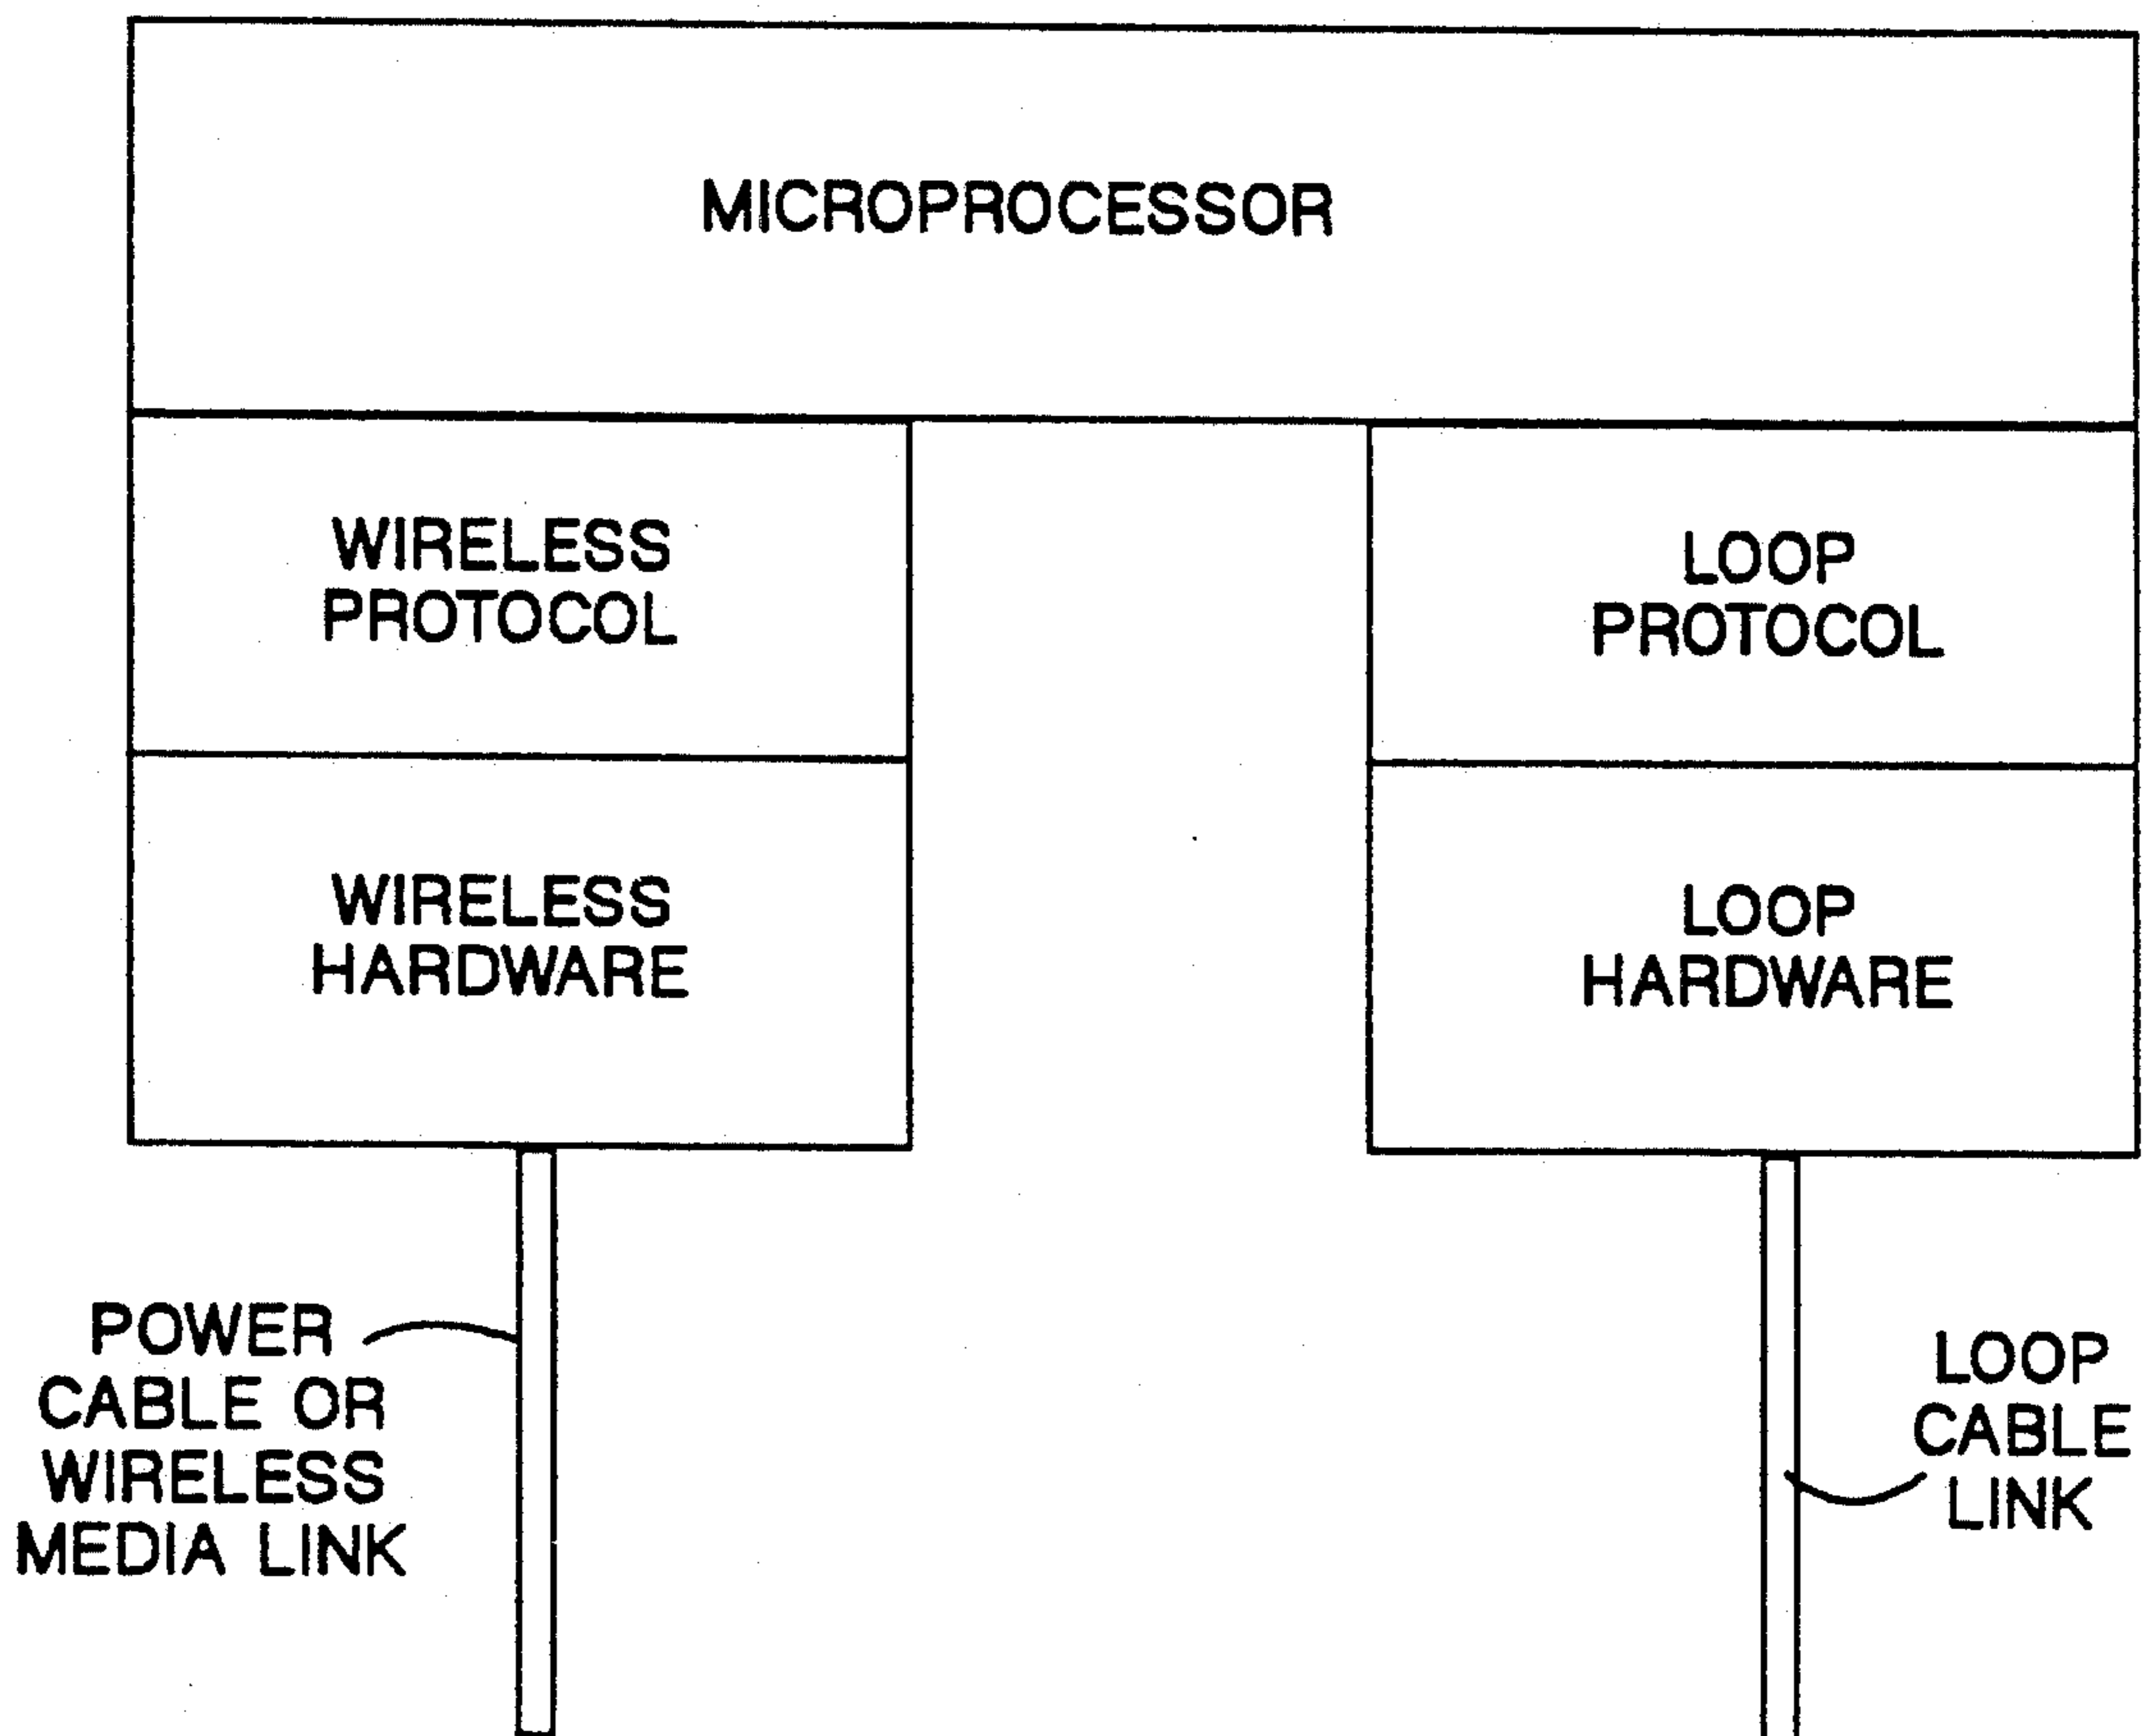 MICROPROCESSOR
WIRELESS
PROTOCOL
LOOP
PROTOCOL
WIRELESS
HARDWARE
LOOP
HARDWARE
POWER
CABLE OR
WIRELESS
MEDIA LINK
LOOP
CABLE
LINK